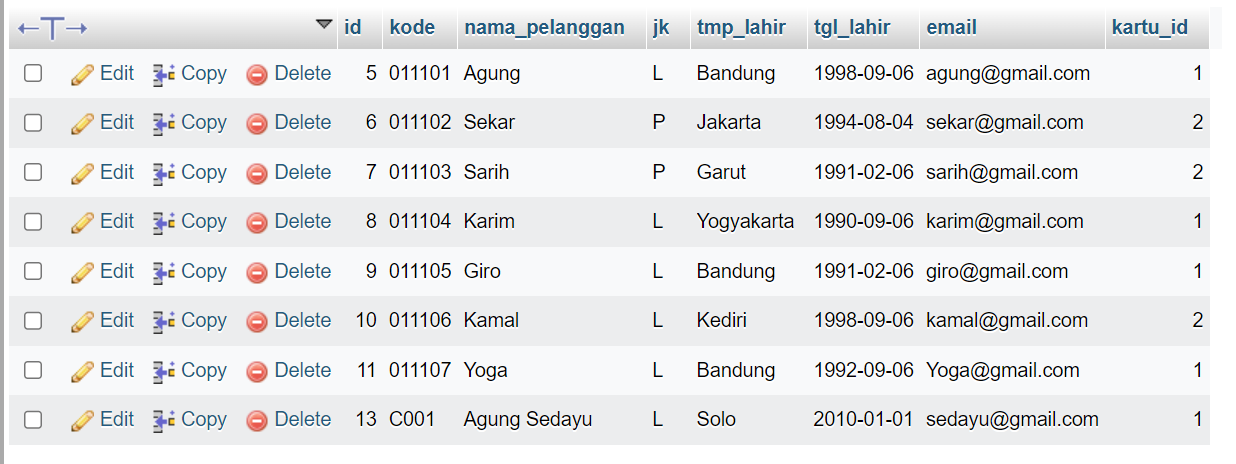 ←T→ id kode nama_pelanggan jk tmp_lahir tgl_lahir email kartu_id
Edit Copy Delete 5 011101 Agung L Bandung 1998-09-06 agung@gmail.com 1
Edit Copy Delete 6 011102 Sekar P Jakarta 1994-08-04 sekar@gmail.com 2
Edit Copy Delete 7 011103 Sarih P Garut 1991-02-06 sarih@gmail.com 2
Edit Copy Delete 8 011104 Karim L Yogyakarta 1990-09-06 karim@gmail.com 1
Edit Copy Delete 9 011105 Giro L Bandung 1991-02-06 giro@gmail.com 1
Edit Copy Delete 10 011106 Kamal L Kediri 1998-09-06 kamal@gmail.com 2
Edit Copy Delete 11 011107 Yoga L Bandung 1992-09-06 Yoga@gmail.com 1
Edit Copy Delete 13 C001 Agung Sedayu L Solo 2010-01-01 sedayu@gmail.com 1